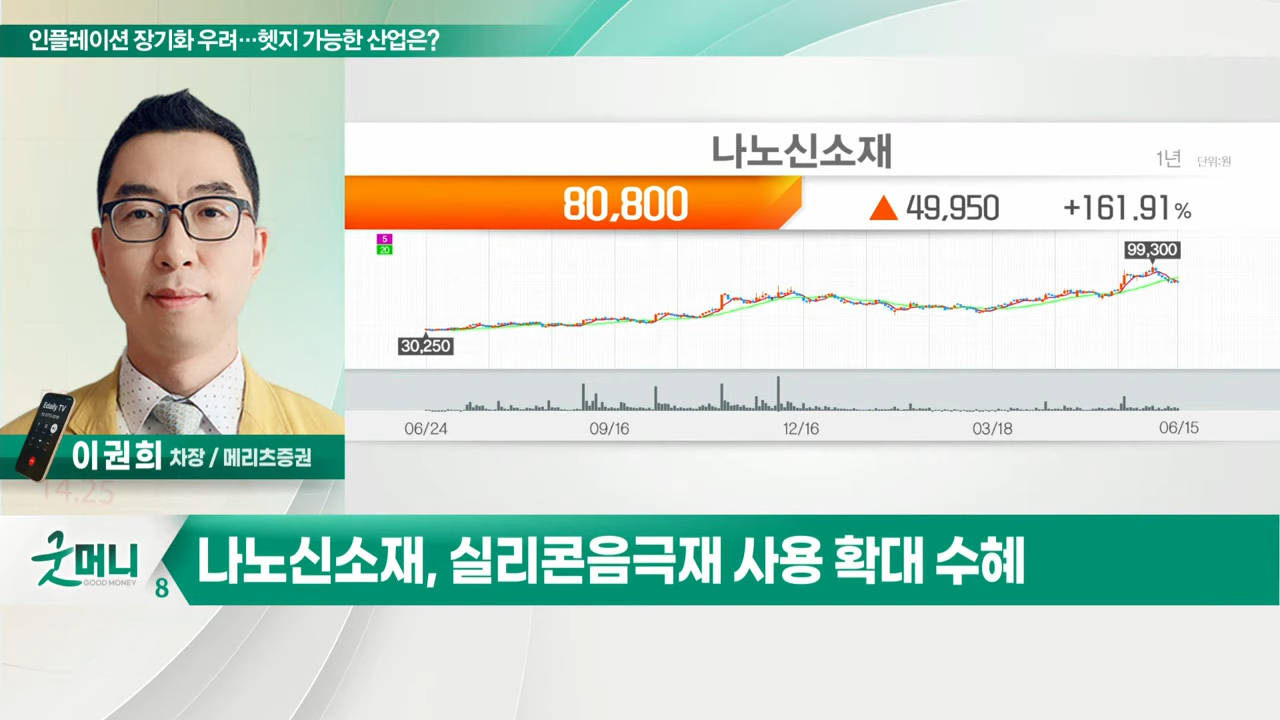 인플레이션 장기화 우려…헷지 가능한 산업은?
나노신소재
1년 단위:원
80,800 ▲ 49,950 +161.91%
5
20
99,300
30,250
06/24 09/16 12/16 03/18 06/15
Edaily TV
이권희 차장 / 메리츠증권
14.25
굿머니
GOOD MONEY
8
나노신소재, 실리콘음극재 사용 확대 수혜